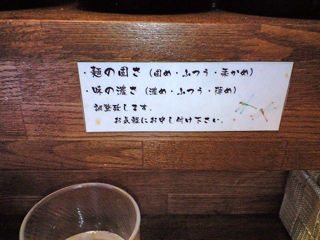 ・麺の固さ（固め・ふつう・柔かめ）
・味の濃さ（濃め・ふつう・薄め）
調整致します。
お気軽にお申し付け下さい。